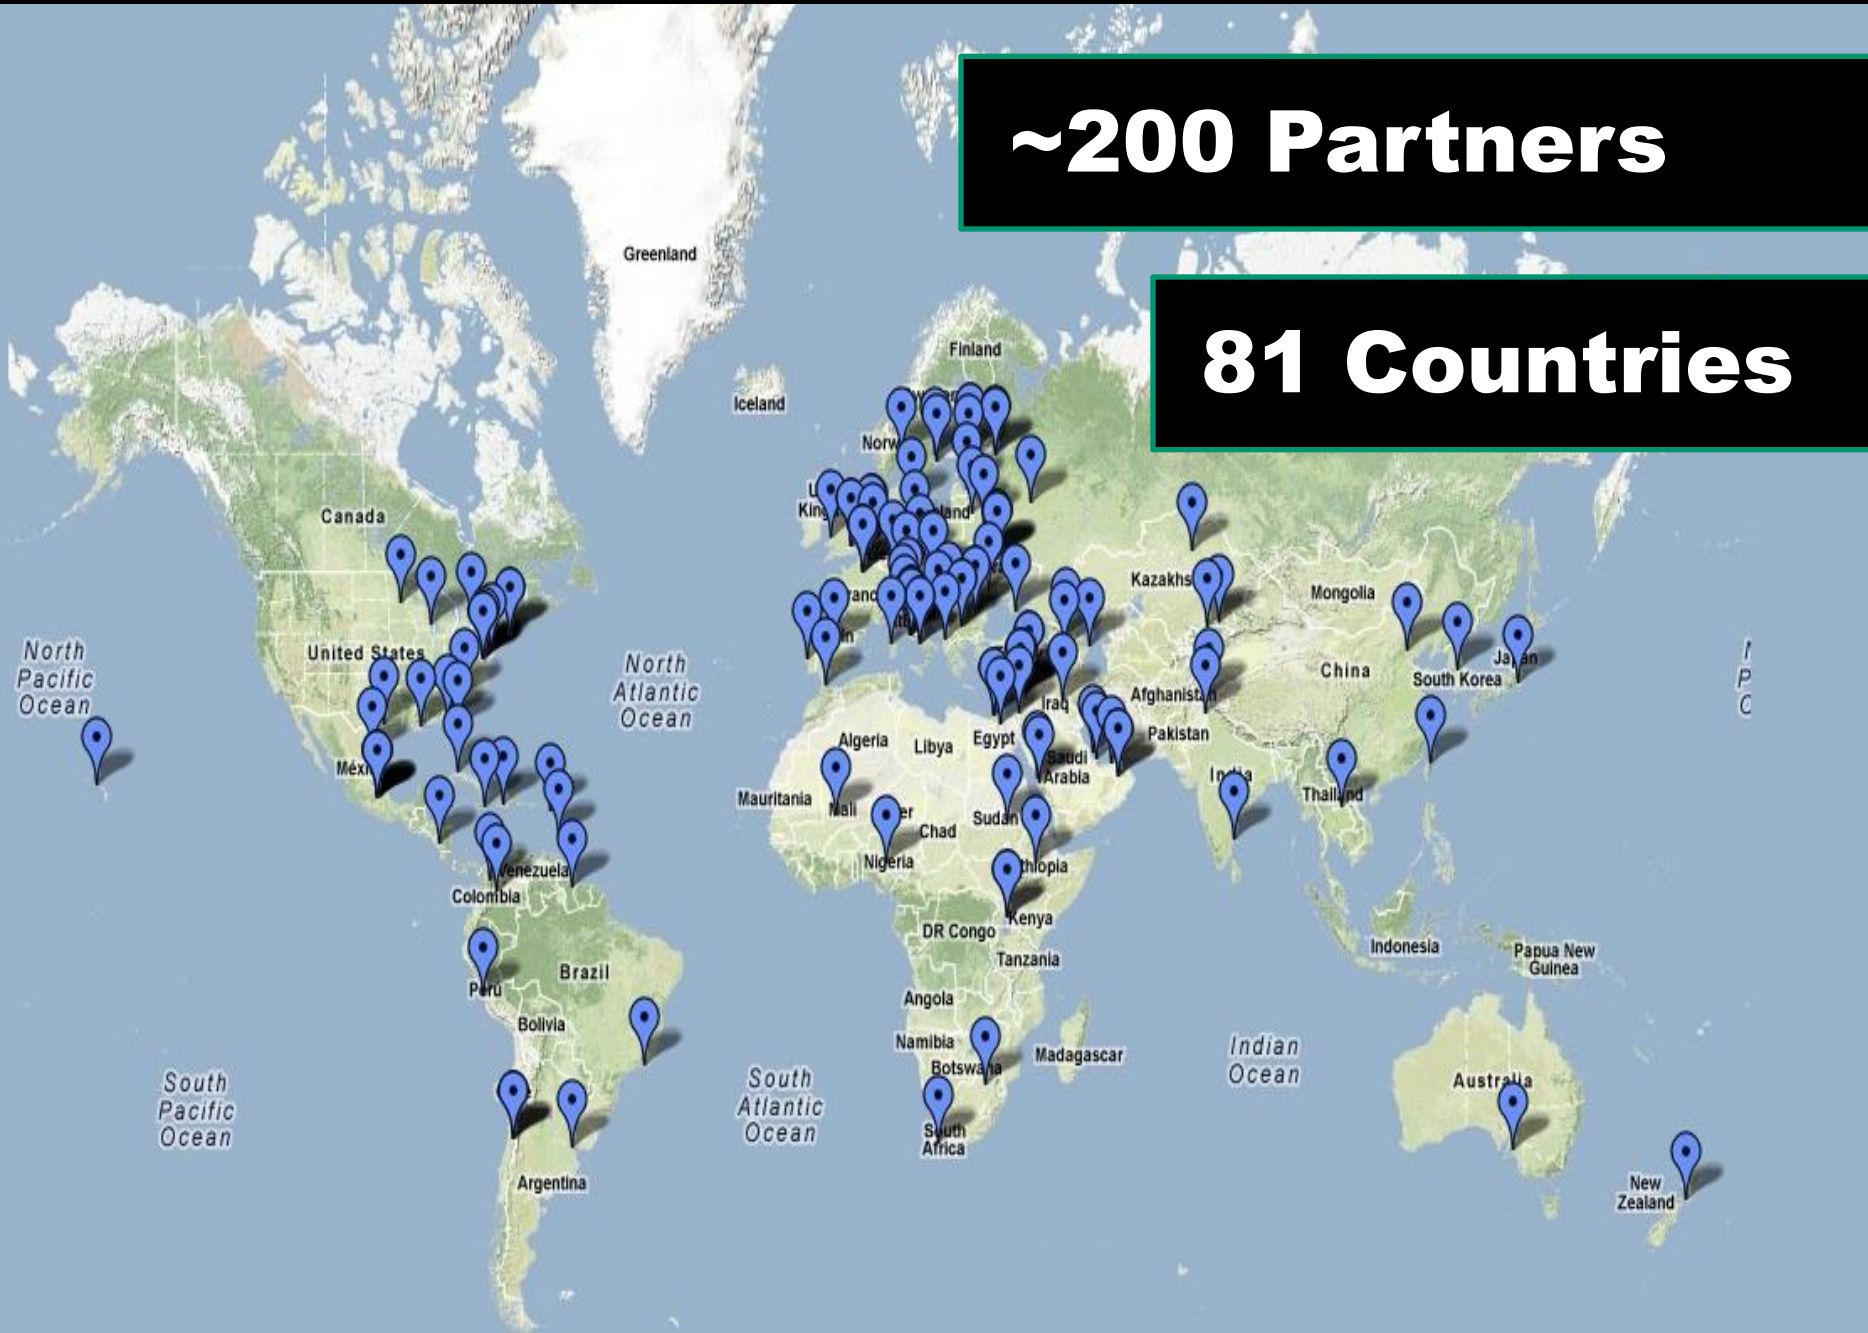 ~200 Partners
81 Countries
Greenland
Finland
Iceland
Canada
United States
North
Pacific
Ocean
North
Atlantic
Ocean
Kazakhs
Mongolia
China
South Korea
Afghanist
Iraq
Pakistan
Algeria
Libya
Egypt
Saudi
Arabia
Mauritania
Mali
Chad
Sudan
Nigeria
Thailand
India
Venezuela
Colombia
Kenya
DR Congo
Tanzania
Indonesia
Papua New
Guinea
Peru
Brazil
Bolivia
Angola
Namibia
Botswana
Madagascar
Indian
Ocean
Australia
South
Pacific
Ocean
South
Atlantic
Ocean
South
Africa
Argentina
New
Zealand